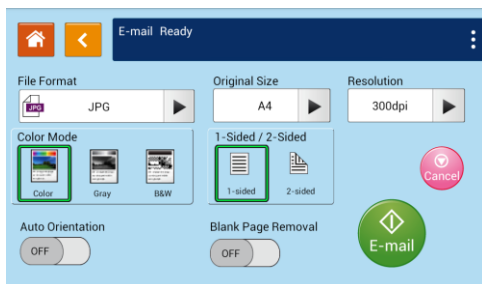 E-mail Ready
File Format
Original Size
Resolution
JPG
JPG
A4
300dpi
Color Mode
1-Sided / 2-Sided
Color
Gray
B&W
1-sided
2-sided
Cancel
Auto Orientation
Blank Page Removal
OFF
OFF
E-mail